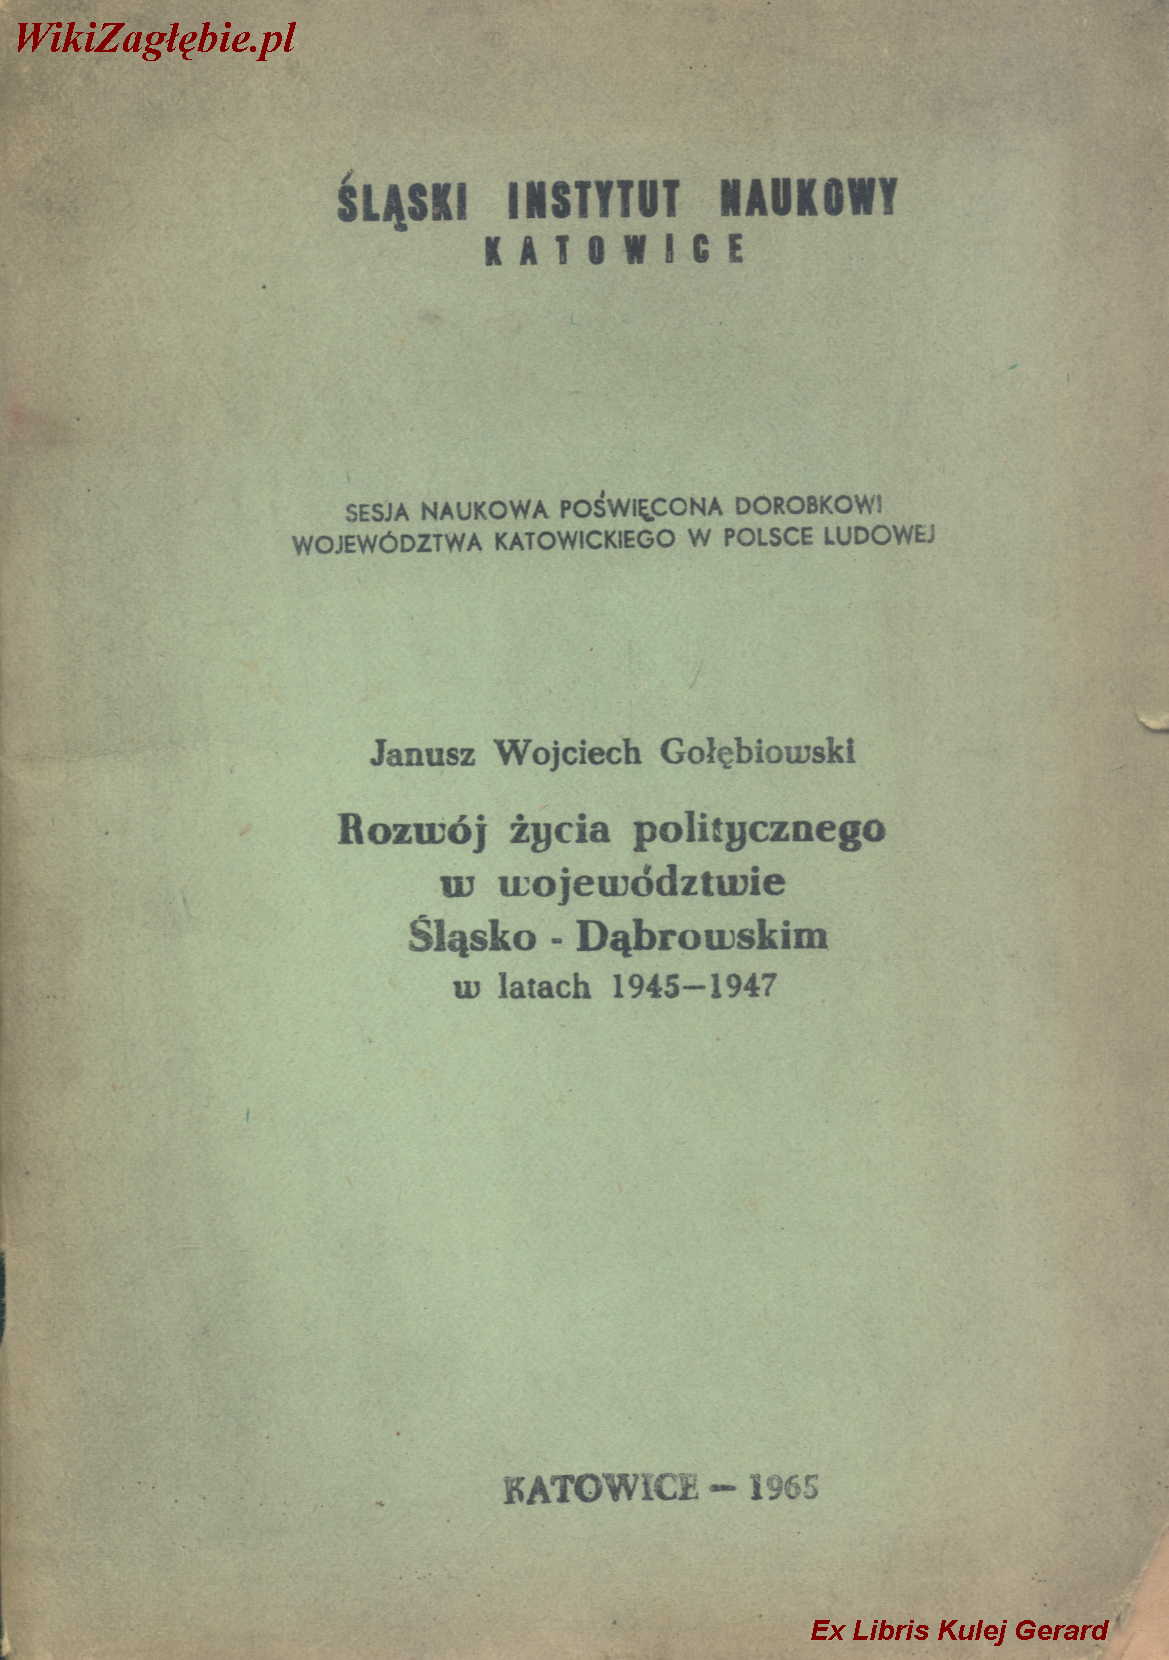 WikiZagłębie.pl
ŚLĄSKI INSTYTUT NAUKOWY
KATOWICE
SESJA NAUKOWA POŚWIĘCONA DOROBKOWI
WOJEWÓDZTWA KATOWICKIEGO W POLSCE LUDOWEJ
Janusz Wojciech Gołębiowski
Rozwój życia politycznego
w województwie
Śląsko - Dąbrowskim
w latach 1945—1947
KATOWICE — 1965
Ex Libris Kulej Gerard